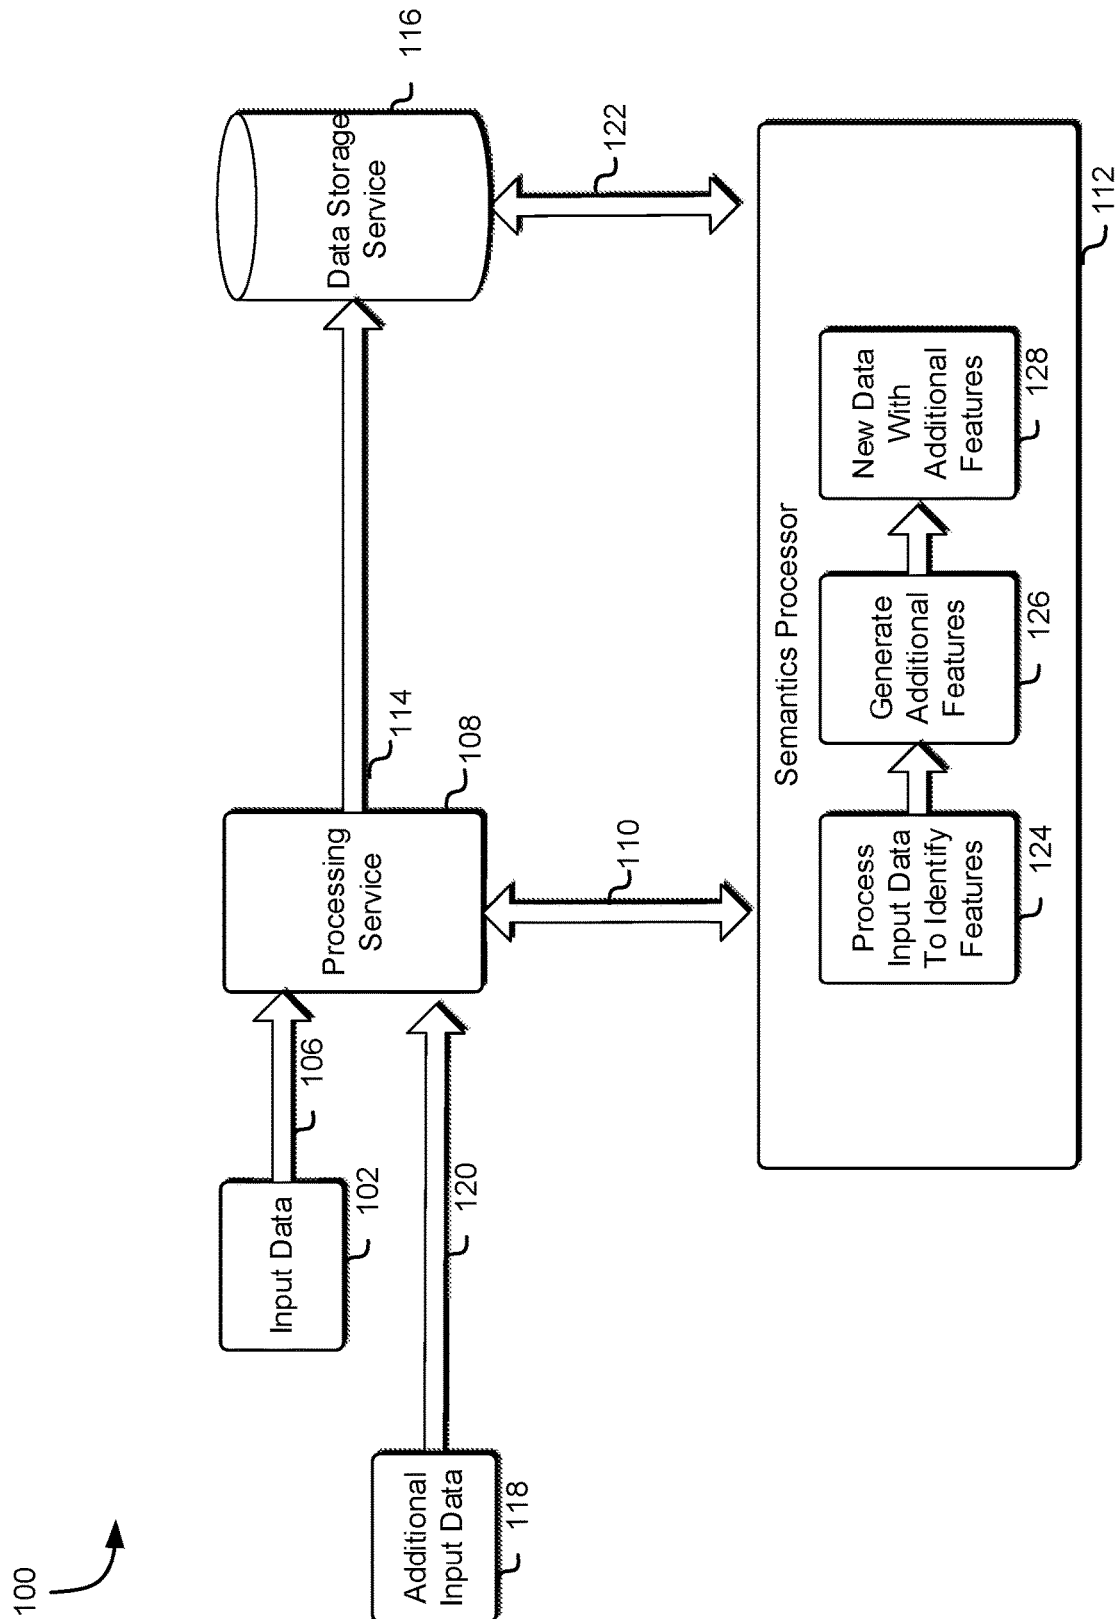 100
Input Data
102
106
Additional
Input Data
118
120
Processing
Service
108
114
110
Data Storage
Service
116
122
Semantics Processor
Process
Input Data
To Identify
Features
124
Generate
Additional
Features
126
New Data
With
Additional
Features
128
112